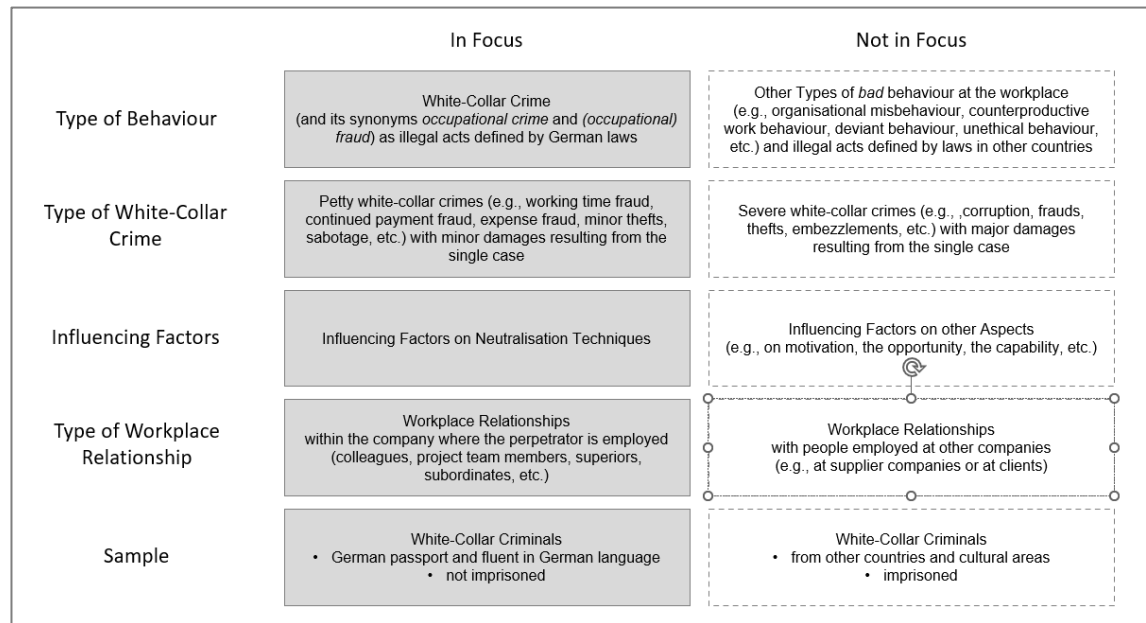 In Focus
Not in Focus
Type of Behaviour
White-Collar Crime
(and its synonyms occupational crime and (occupational)
fraud) as illegal acts defined by German laws
Other Types of bad behaviour at the workplace
(e.g., organisational misbehaviour, counterproductive
work behaviour, deviant behaviour, unethical behaviour,
etc.) and illegal acts defined by laws in other countries
Type of White-Collar
Crime
Petty white-collar crimes (e.g., working time fraud,
continued payment fraud, expense fraud, minor thefts,
sabotage, etc.) with minor damages resulting from the
single case
Severe white-collar crimes (e.g., ,corruption, frauds,
thefts, embezzlements, etc.) with major damages
resulting from the single case
Influencing Factors
Influencing Factors on Neutralisation Techniques
Influencing Factors on other Aspects
(e.g., on motivation, the opportunity, the capability, etc.)
Type of Workplace
Relationship
Workplace Relationships
within the company where the perpetrator is employed
(colleagues, project team members, superiors,
subordinates, etc.)
Workplace Relationships
with people employed at other companies
(e.g., at supplier companies or at clients)
Sample
White-Collar Criminals
• German passport and fluent in German language
• not imprisoned
White-Collar Criminals
• from other countries and cultural areas
• imprisoned